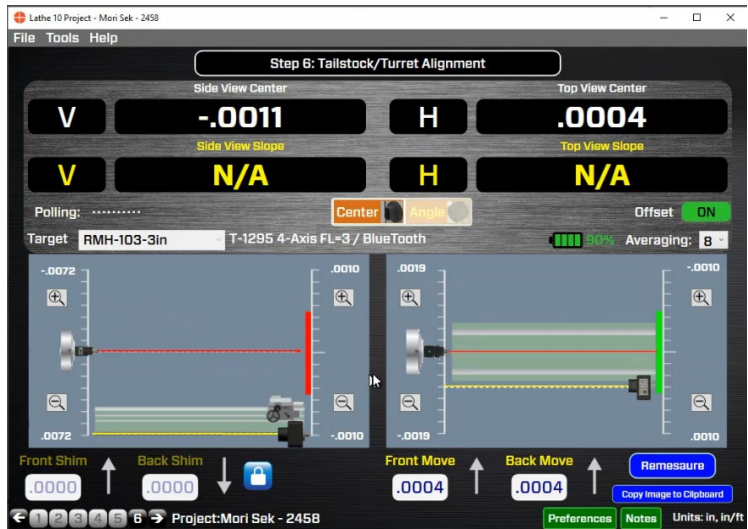 Lathe 10 Project - Mori Sek - 2458
File Tools Help
Step 6: Tailstock/Turret Alignment
Side View Center
Top View Center
V -.0011 H .0004
Side View Slope
Top View Slope
V N/A H N/A
Polling: ..........
Center Angle
Offset ON
Target RMH-103-3in T-1295 4-Axis FL=3 / BlueTooth 90% Averaging: 8
-.0072 .0010 .0019 -.0010
.0072 -.0010 -.0019 .0010
Front Shim Back Shim Front Move Back Move Remesaure
.0000 .0000 .0004 .0004 Copy Image to Clipboard
1 2 3 4 5 6 Project:Mori Sek - 2458 Preferences Notes Units: in, in/ft